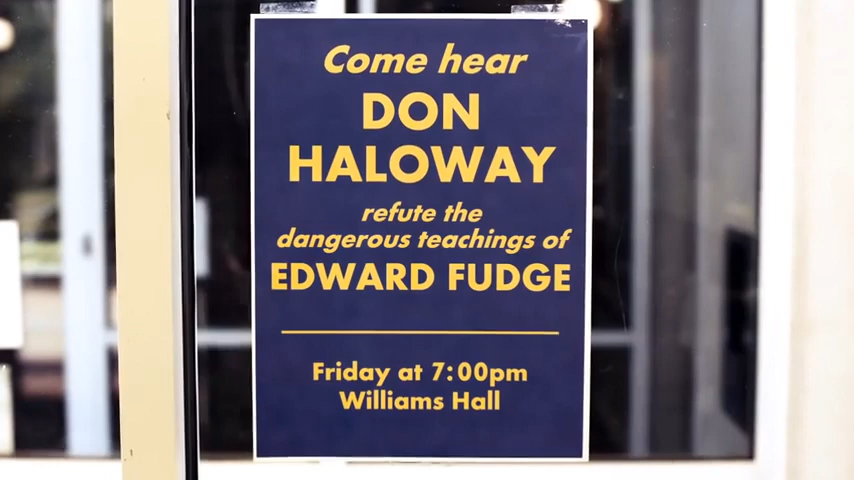 Come hear
DON
HALOWAY
refute the
dangerous teachings of
EDWARD FUDGE
Friday at 7:00pm
Williams Hall